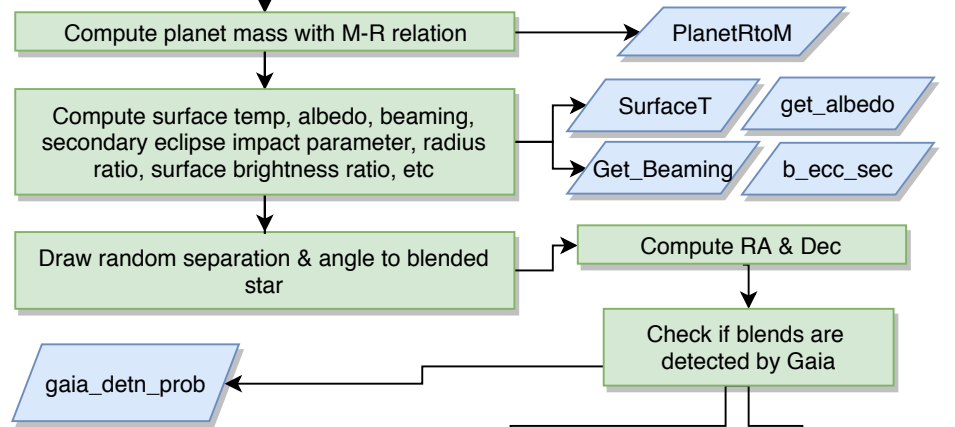 Compute planet mass with M-R relation
PlanetRtoM
Compute surface temp, albedo, beaming,
secondary eclipse impact parameter, radius
ratio, surface brightness ratio, etc
SurfaceT
get_albedo
Get_Beaming
b_ecc_sec
Draw random separation & angle to blended
star
Compute RA & Dec
Check if blends are
detected by Gaia
gaia_detn_prob